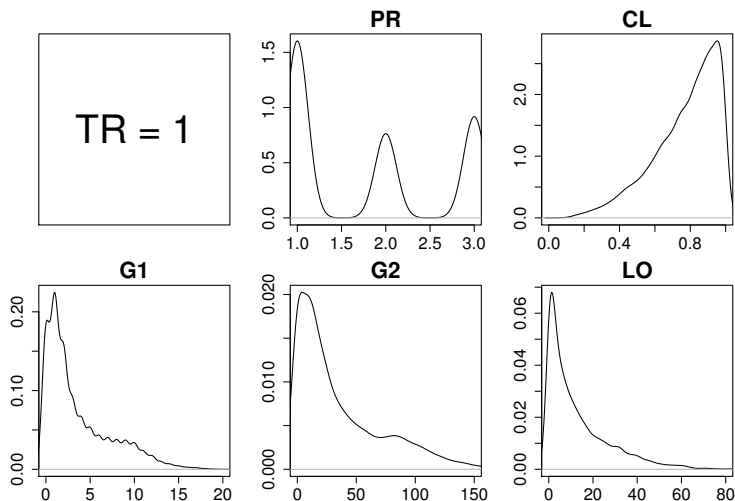 PR
CL
TR = 1
0.0 0.5 1.0 1.5
1.0 1.5 2.0 2.5 3.0
0.0 1.0 2.0
0.0 0.4 0.8
G1
G2
LO
0.00 0.10 0.20
0 5 10 15 20
0.000 0.010 0.020
0 50 100 150
0.00 0.02 0.04 0.06
0 20 40 60 80